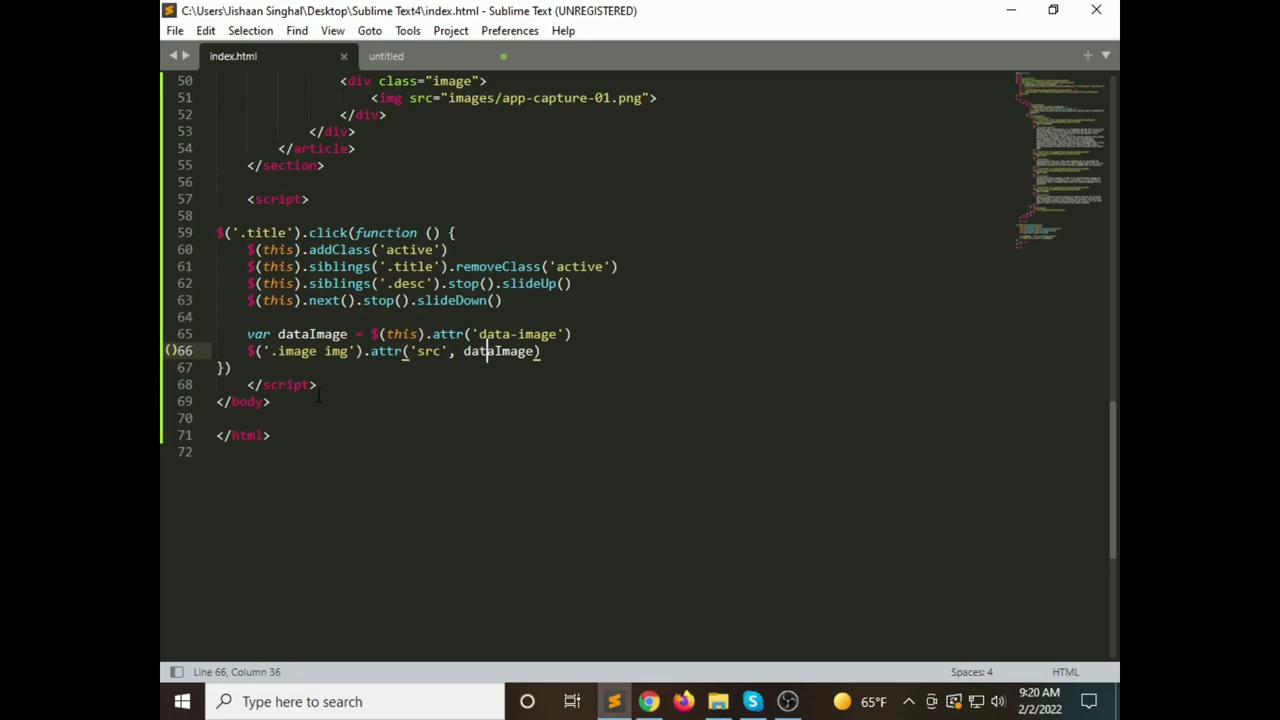 C:\Users\Jishaan Singhal\Desktop\Sublime Text4\index.html - Sublime Text (UNREGISTERED)
File Edit Selection Find View Goto Tools Project Preferences Help
index.html untitled
50 <div class="image">
51 <img src="images/app-capture-01.png">
52 </div>
53 </div>
54 </article>
55 </section>
56
57 <script>
58
59 $('.title').click(function () {
60 $(this).addClass('active')
61 $(this).siblings('.title').removeClass('active')
62 $(this).siblings('.desc').stop().slideUp()
63 $(this).next().stop().slideDown()
64
65 var dataImage = $(this).attr('data-image')
()66 $('.image img').attr('src', dataImage)
67 })
68 </script>
69 </body>
70
71 </html>
72
Line 66, Column 36 Spaces: 4 HTML
Type here to search 65°F 9:20 AM
2/2/2022